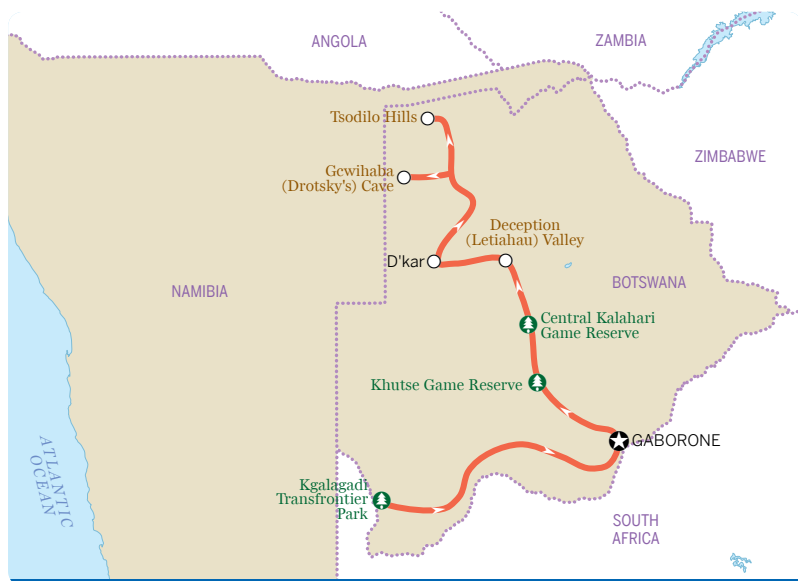 ANGOLA
ZAMBIA
Tsodilo Hills
ZIMBABWE
Gcwihaba
(Drotsky's) Cave
Deception
(Letiahau) Valley
D'kar
NAMIBIA
BOTSWANA
Central Kalahari
Game Reserve
Khutse Game Reserve
GABORONE
ATLANTIC
OCEAN
Kgalagadi
Transfrontier
Park
SOUTH
AFRICA